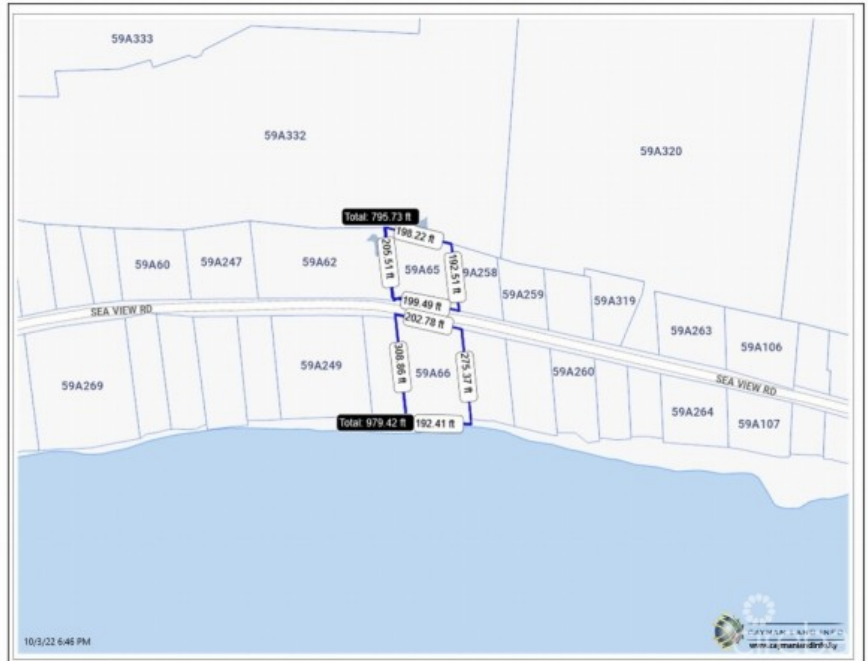 59A333
59A332
59A320
Total: 795.73 ft
198.22 ft
205.51 ft
192.51 ft
59A60
59A247
59A62
59A65
59A258
59A259
59A319
199.49 ft
SEA VIEW RD
202.78 ft
59A263
59A106
308.86 ft
275.37 ft
59A269
59A249
59A66
59A260
SEA VIEW RD
59A264
59A107
Total: 979.42 ft
192.41 ft
10/3/22 6:46 PM
CAYMAN LAND INFO